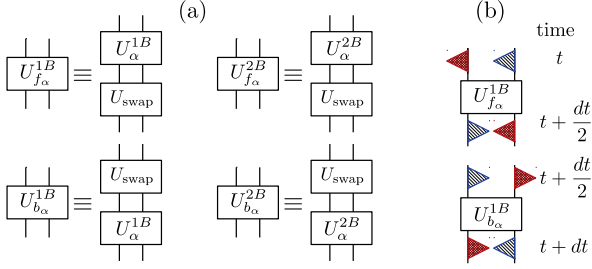 (a)
U_{f_α}^{1B} ≡ U_α^{1B} U_swap
U_{f_α}^{2B} ≡ U_α^{2B} U_swap
U_{b_α}^{1B} ≡ U_swap U_α^{1B}
U_{b_α}^{2B} ≡ U_swap U_α^{2B}
(b)
time
t
U_{f_α}^{1B}
t + dt/2
t + dt/2
U_{b_α}^{1B}
t + dt